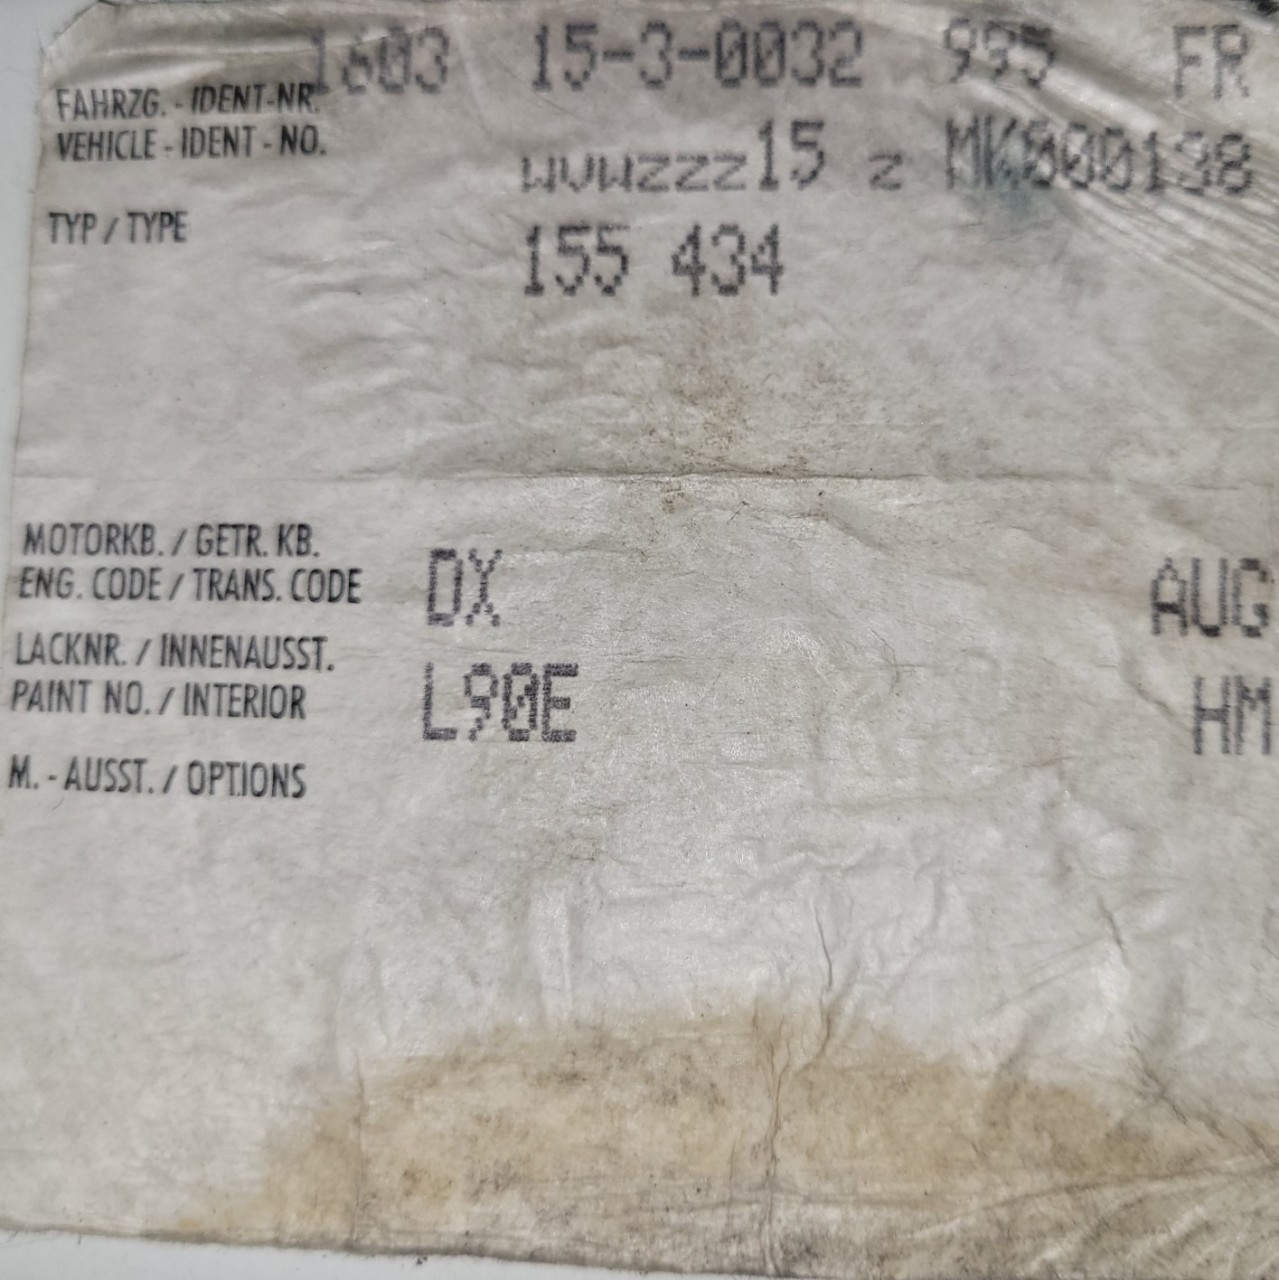 1603 15-3-0032 995 FR
FAHRZG. - IDENT-NR.
VEHICLE - IDENT - NO.
WVWZZZ15 Z MK000138
TYP / TYPE 155 434
MOTORKB. / GETR. KB.
ENG. CODE / TRANS. CODE DX AUG
LACKNR. / INNENAUSST.
PAINT NO. / INTERIOR L90E HM
M. - AUSST. / OPTIONS